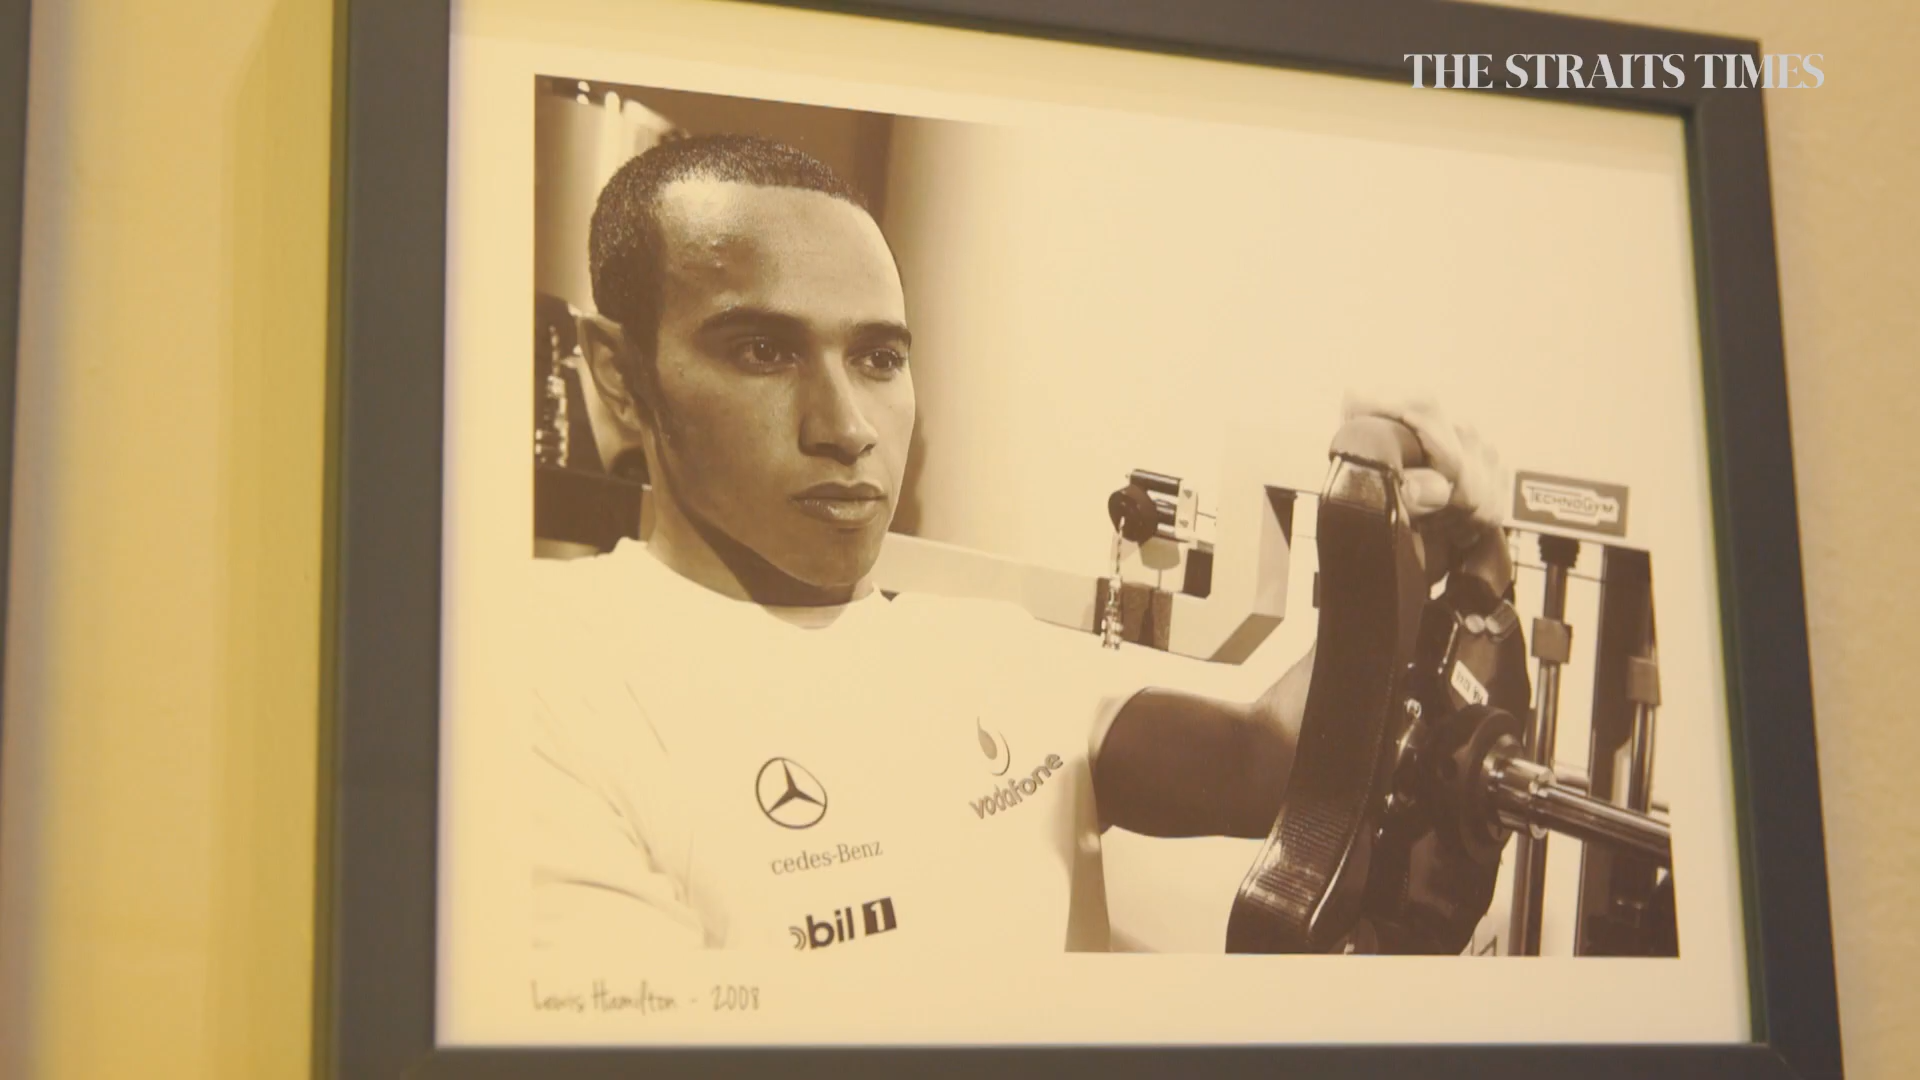 THE STRAITS TIMES
TECHNOGYM
vodafone
cedes-Benz
bil 1
Lewis Hamilton - 2008